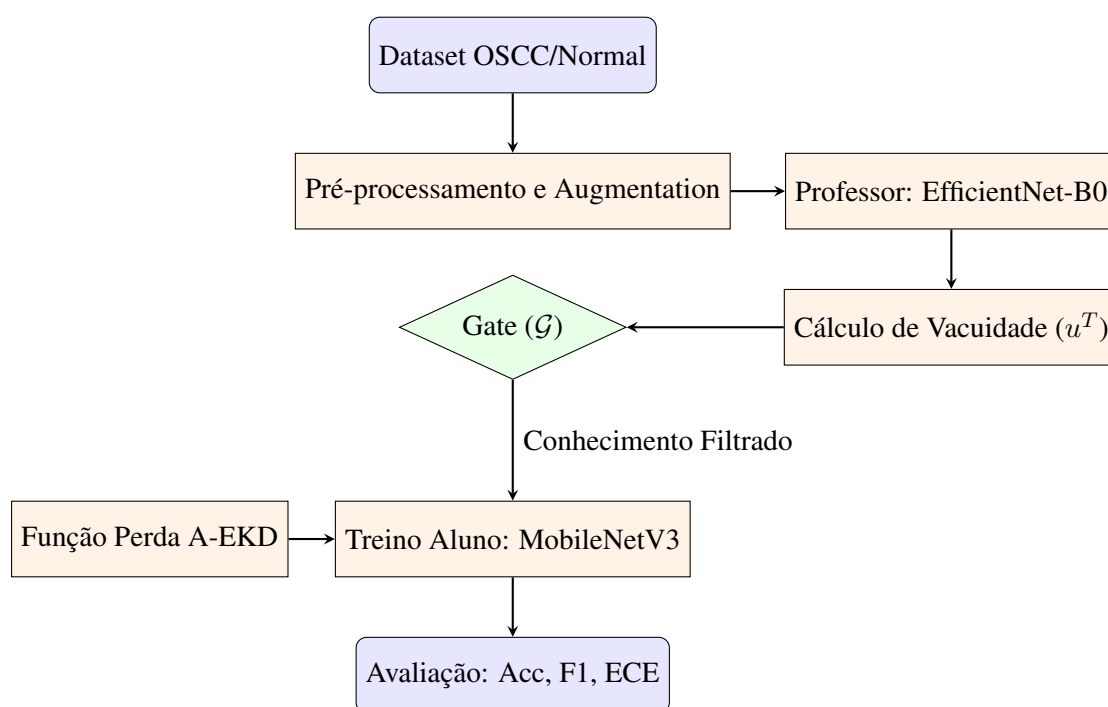 Dataset OSCC/Normal
Pré-processamento e Augmentation
Professor: EfficientNet-B0
Gate (𝒢)
Cálculo de Vacuidade (u^T)
Conhecimento Filtrado
Função Perda A-EKD
Treino Aluno: MobileNetV3
Avaliação: Acc, F1, ECE